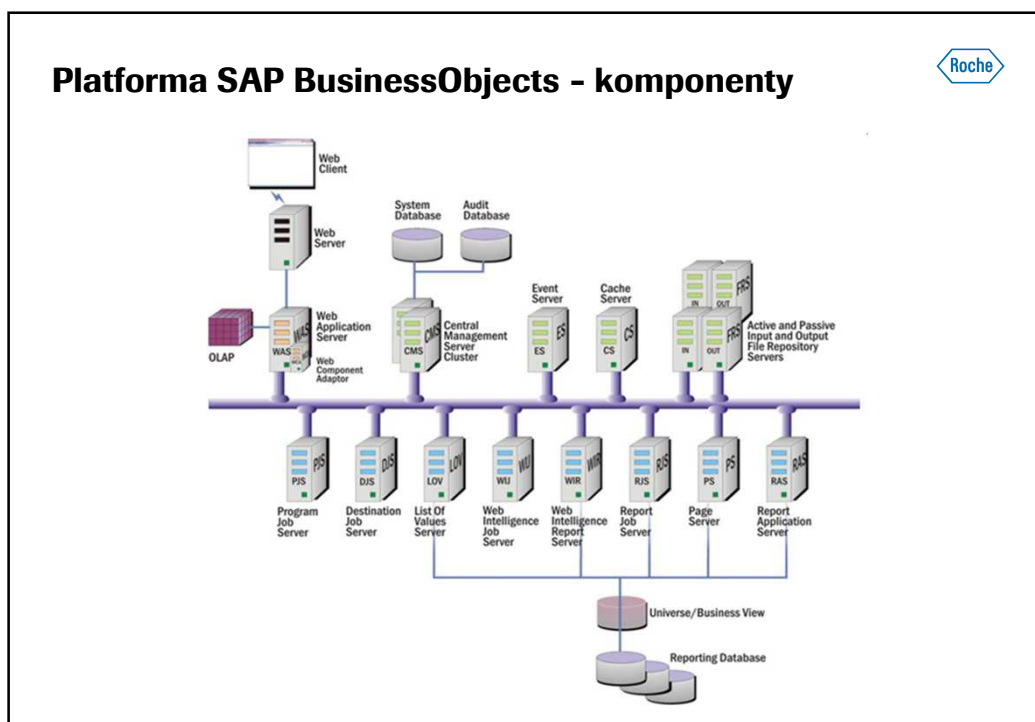 Platforma SAP BusinessObjects - komponenty
Roche
Web
Client
Web
Server
System
Database
Audit
Database
OLAP
WAS
WAS
Web
Application
Server
Web
Component
Adaptor
CMS
CMS
Central
Management
Server
Cluster
Event
Server
ES
ES
Cache
Server
CS
CS
IN
OUT
FRS
IN
OUT
FRS
Active and Passive
Input and Output
File Repository
Servers
PJS
PJS
Program
Job
Server
DJS
DJS
Destination
Job
Server
LOV
LOV
List Of
Values
Server
WIJ
WIJ
Web
Intelligence
Job
Server
WIR
WIR
Web
Intelligence
Report
Server
RJS
RJS
Report
Job
Server
PS
PS
Page
Server
RAS
RAS
Report
Application
Server
Universe/Business View
Reporting Database